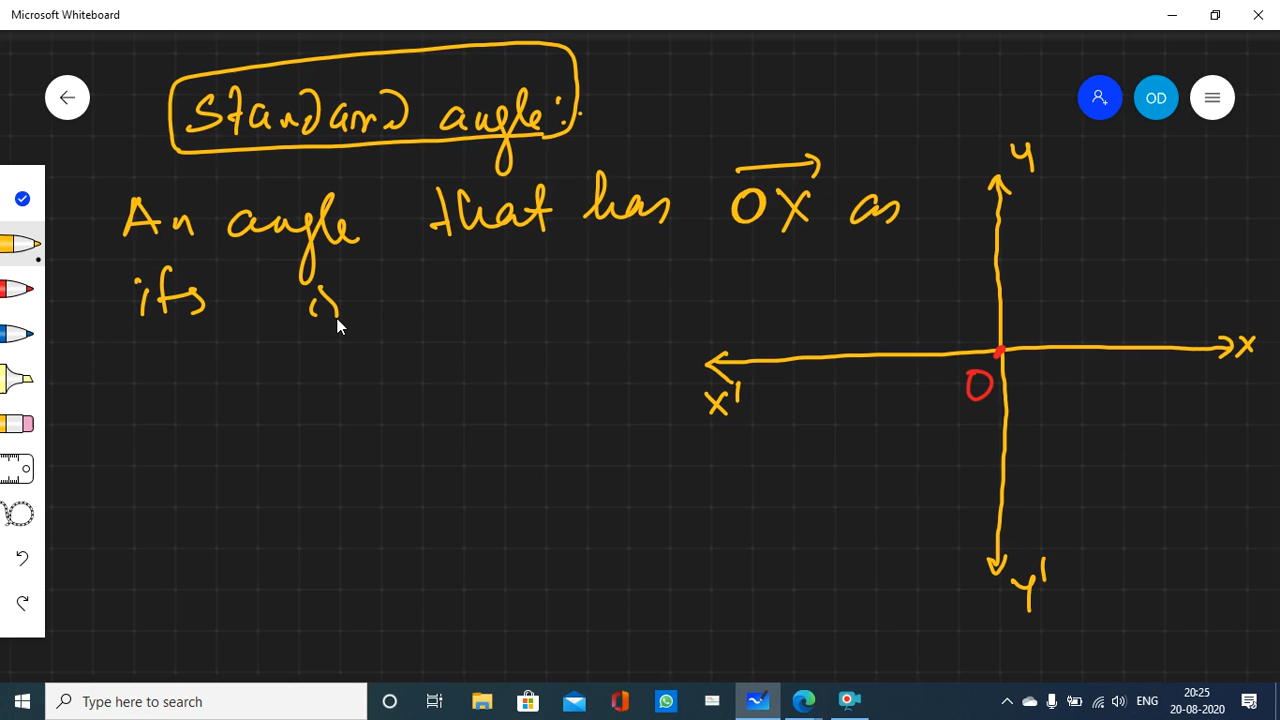 Microsoft Whiteboard
Standard angle:
OD
An angle that has OX as
its in
Y
X
X'
O
Y'
Type here to search
ENG
20:25
20-08-2020